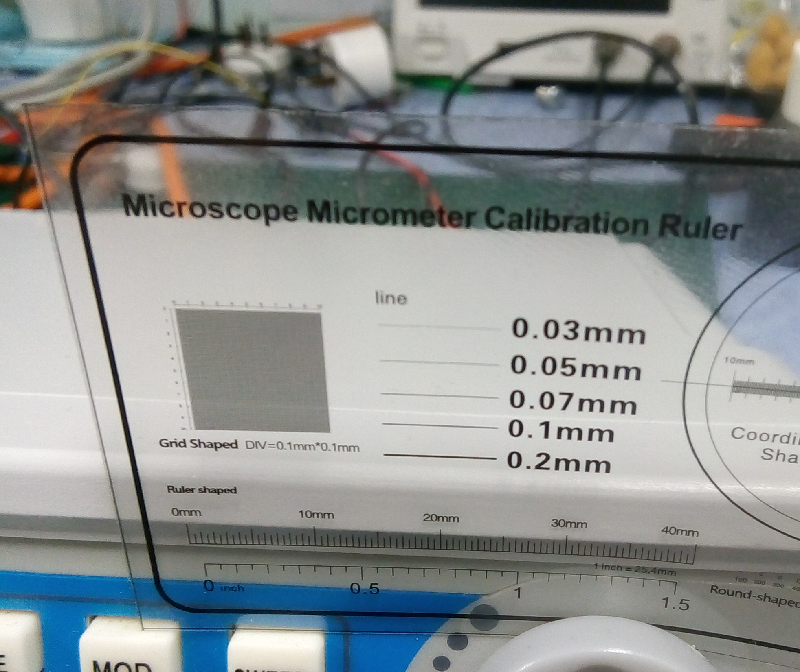 Microscope Micrometer Calibration Ruler
line
0.03mm
0.05mm
0.07mm
0.1mm
0.2mm
Grid Shaped DIV=0.1mm*0.1mm
10mm
Coordi
Sha
Ruler shaped
0mm 10mm 20mm 30mm 40mm
1 inch = 25.4mm
0 inch 0.5 1 1.5
Round-shaped
MOD